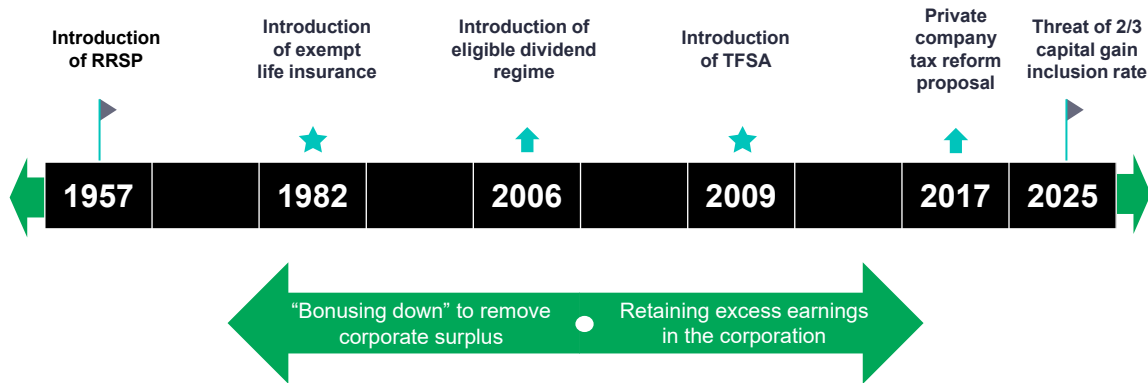 Introduction
of RRSP
Introduction
of exempt
life insurance
Introduction of
eligible dividend
regime
Introduction
of TFSA
Private
company
tax reform
proposal
Threat of 2/3
capital gain
inclusion rate
1957
1982
2006
2009
2017
2025
“Bonusing down” to remove
corporate surplus
Retaining excess earnings
in the corporation